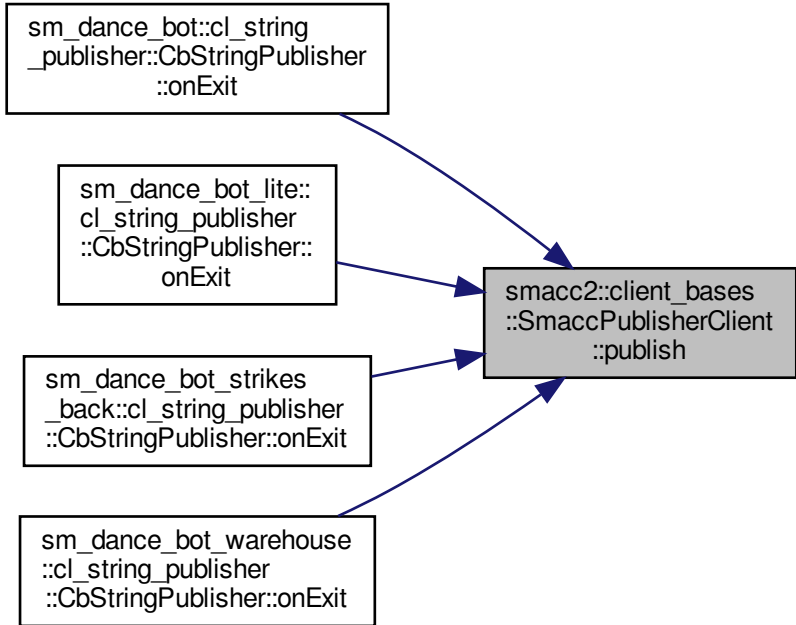 sm_dance_bot::cl_string
_publisher::CbStringPublisher
::onExit
sm_dance_bot_lite::
cl_string_publisher
::CbStringPublisher::
onExit
smacc2::client_bases
::SmaccPublisherClient
::publish
sm_dance_bot_strikes
_back::cl_string_publisher
::CbStringPublisher::onExit
sm_dance_bot_warehouse
::cl_string_publisher
::CbStringPublisher::onExit